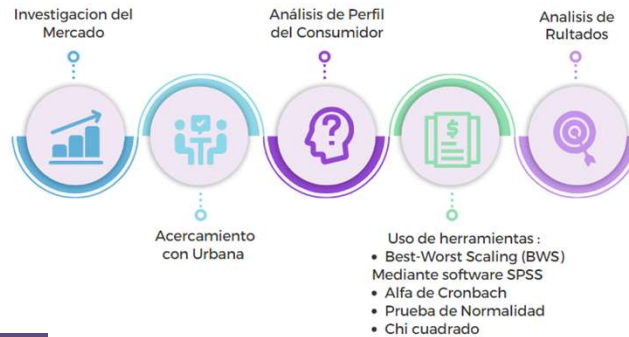 Investigacion del
Mercado
Acercamiento
con Urbana
Análisis de Perfil
del Consumidor
?
$
Uso de herramientas :
• Best-Worst Scaling (BWS)
Mediante software SPSS
• Alfa de Cronbach
• Prueba de Normalidad
• Chi cuadrado
Analisis de
Rultados